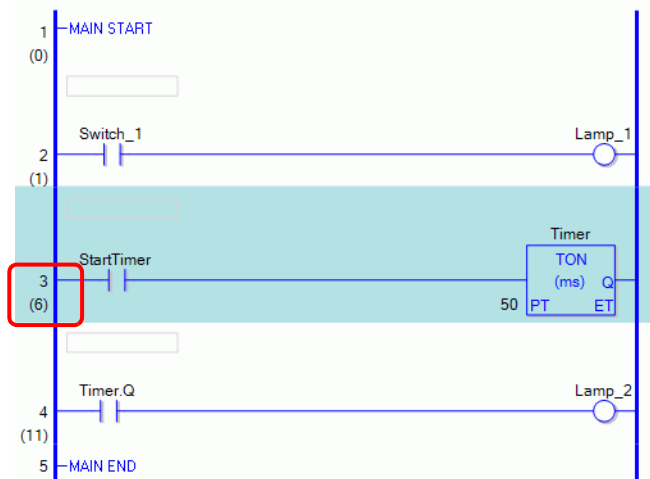 1 MAIN START
(0)
Switch_1 Lamp_1
2
(1)
Timer
StartTimer TON
3 (ms) Q
(6) 50 PT ET
Timer.Q Lamp_2
4
(11)
5 MAIN END